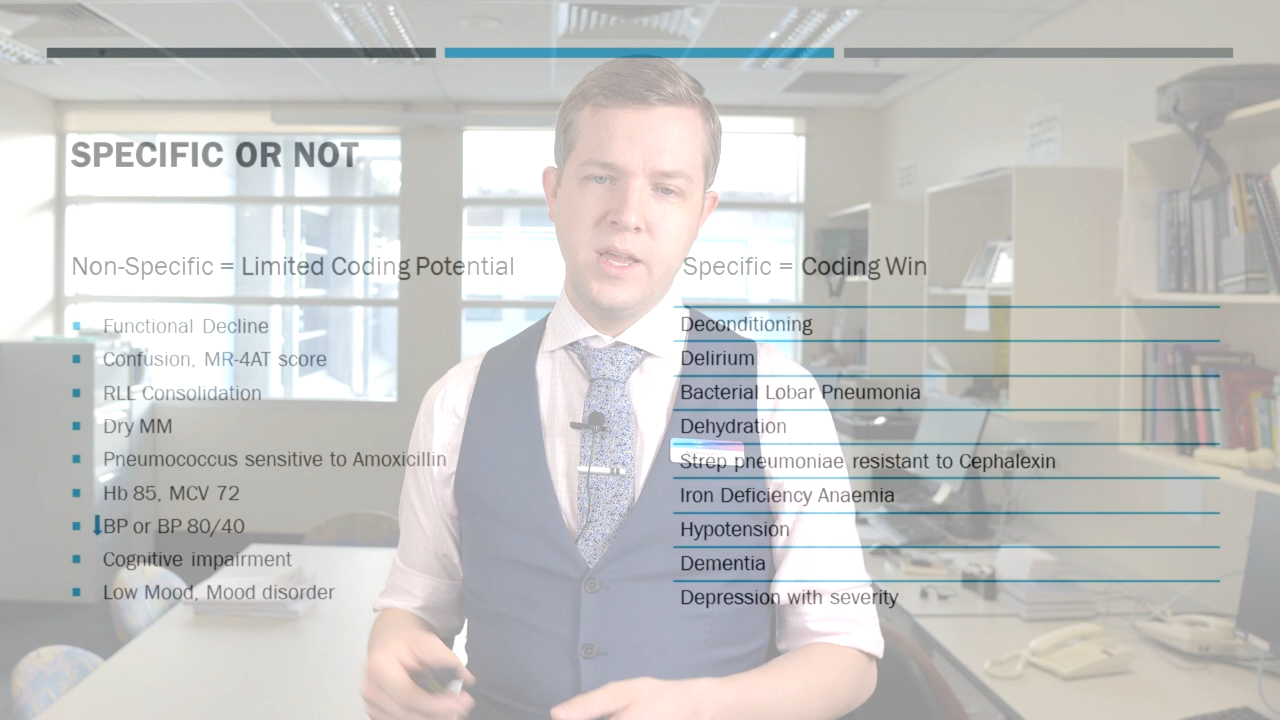 SPECIFIC OR NOT
Non-Specific = Limited Coding Potential
Functional Decline
Confusion, MR-4AT score
RLL Consolidation
Dry MM
Pneumococcus sensitive to Amoxicillin
Hb 85, MCV 72
↓BP or BP 80/40
Cognitive impairment
Low Mood, Mood disorder
Specific = Coding Win
Deconditioning
Delirium
Bacterial Lobar Pneumonia
Dehydration
Strep pneumoniae resistant to Cephalexin
Iron Deficiency Anaemia
Hypotension
Dementia
Depression with severity